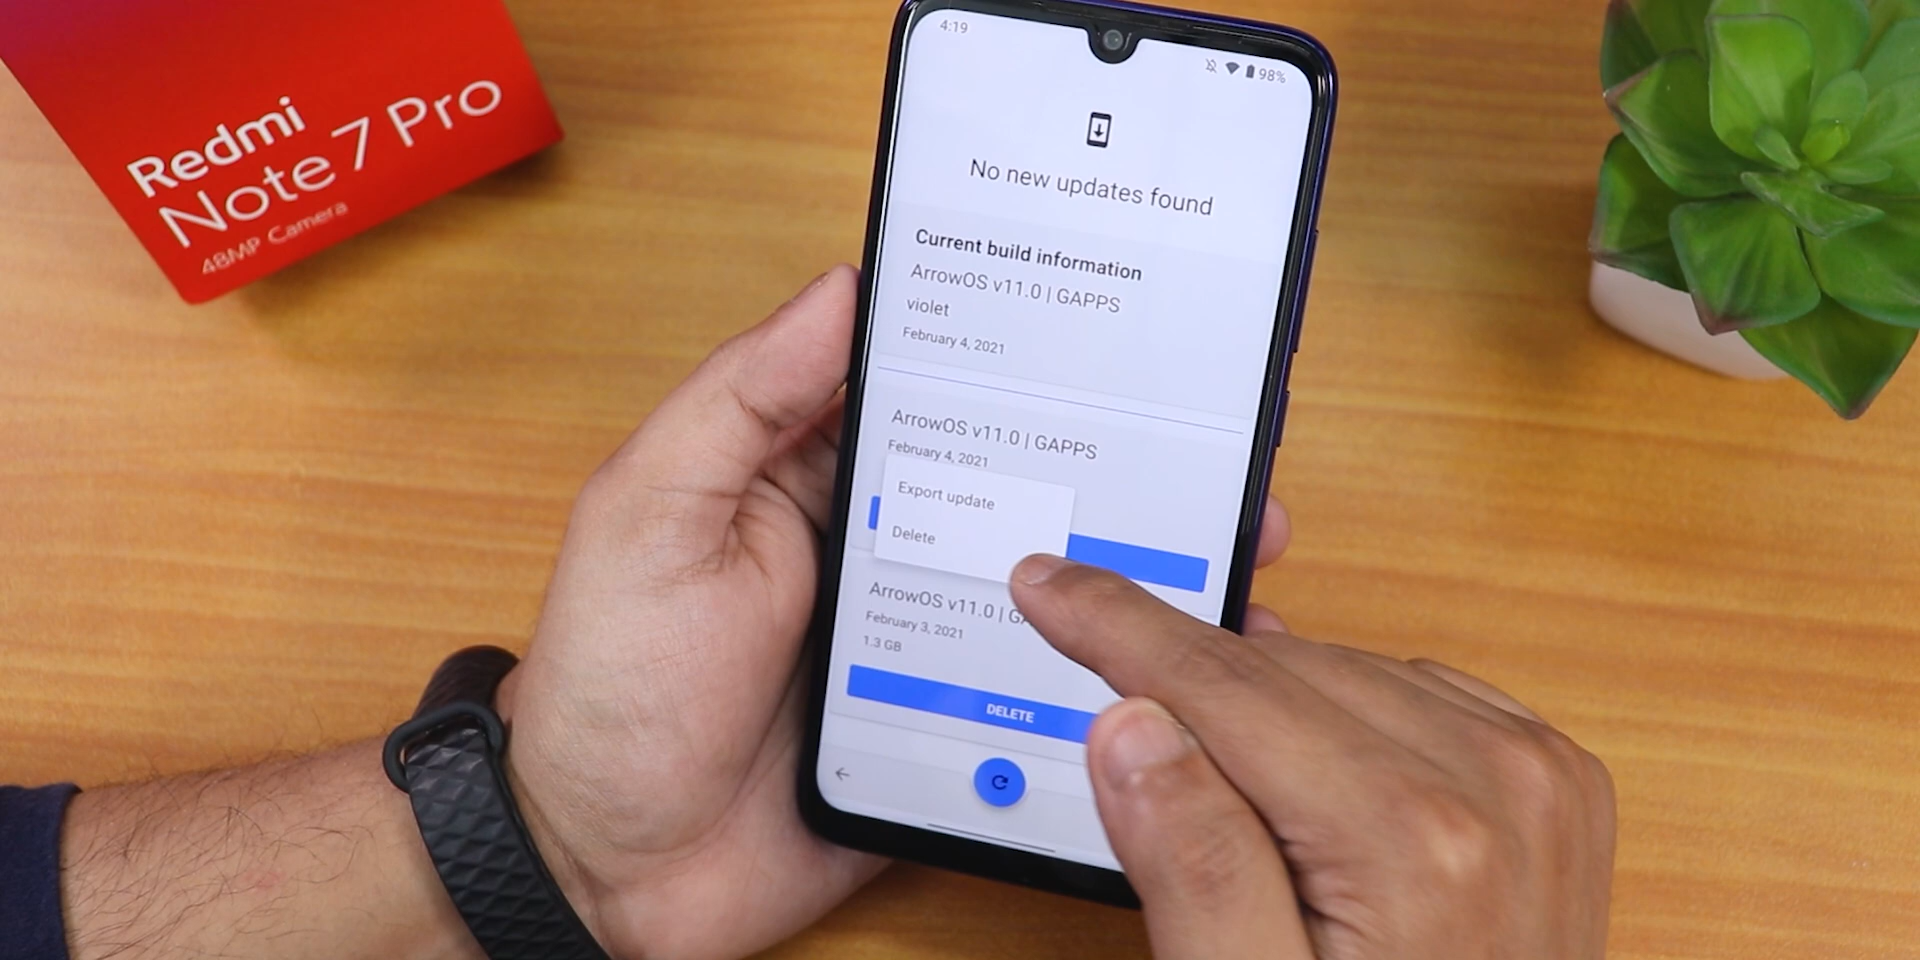 Redmi
Note 7 Pro
48MP Camera
4:19
98%
No new updates found
Current build information
ArrowOS v11.0 | GAPPS
violet
February 4, 2021
ArrowOS v11.0 | GAPPS
February 4, 2021
Export update
Delete
ArrowOS v11.0 |
February 3, 2021
1.3 GB
DELETE